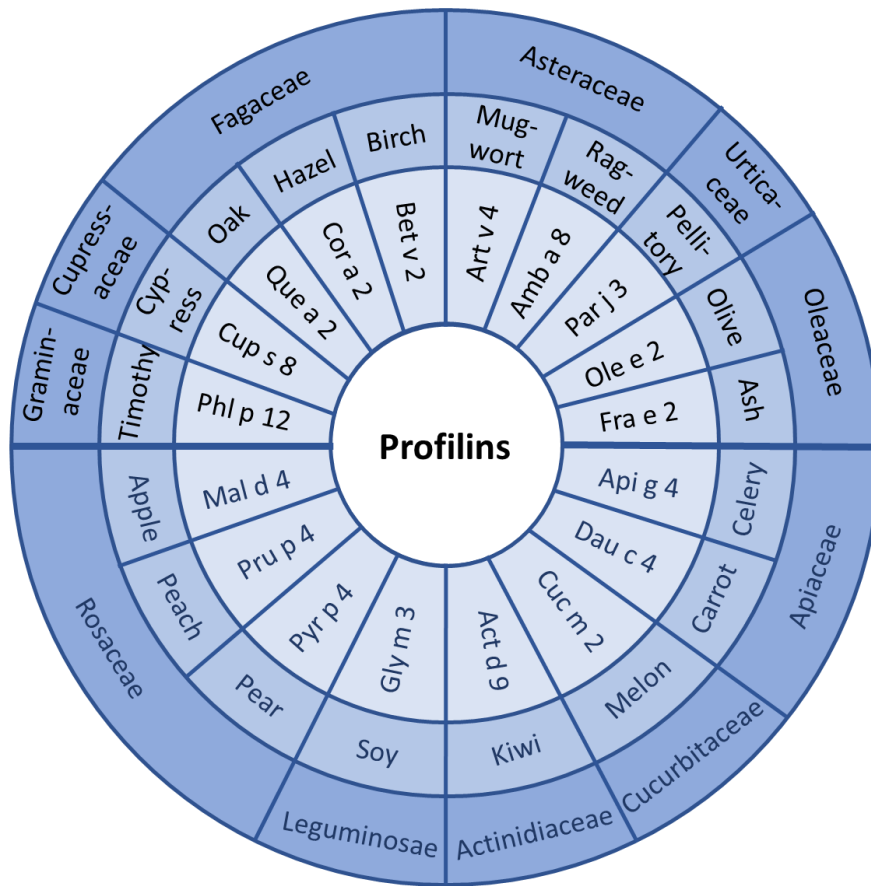 Fagaceae
Asteraceae
Urtica-
ceae
Oleaceae
Cupress-
aceae
Gramin-
aceae
Birch
Mug-
wort
Rag-
weed
Pelli-
tory
Olive
Ash
Hazel
Oak
Cyp-
ress
Timothy
Bet v 2
Art v 4
Amb a 8
Par j 3
Ole e 2
Fra e 2
Cor a 2
Que a 2
Cup s 8
Phl p 12
Profilins
Mal d 4
Pru p 4
Pyr p 4
Gly m 3
Act d 9
Cuc m 2
Dau c 4
Api g 4
Apple
Peach
Pear
Soy
Kiwi
Melon
Carrot
Celery
Rosaceae
Leguminosae
Actinidiaceae
Cucurbitaceae
Apiaceae